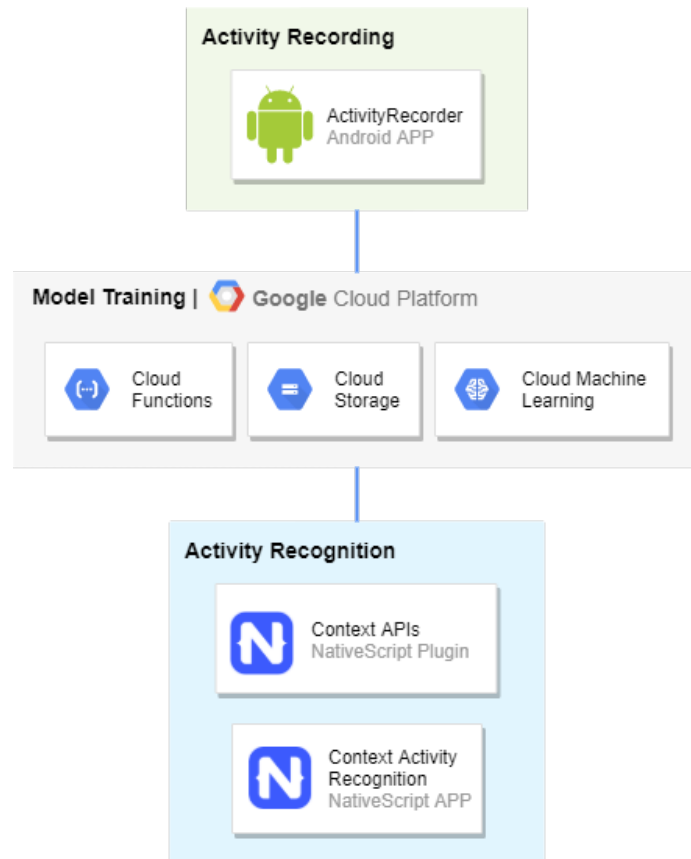 Activity Recording
ActivityRecorder
Android APP
Model Training | Google Cloud Platform
Cloud
Functions
Cloud
Storage
Cloud Machine
Learning
Activity Recognition
Context APIs
NativeScript Plugin
Context Activity
Recognition
NativeScript APP